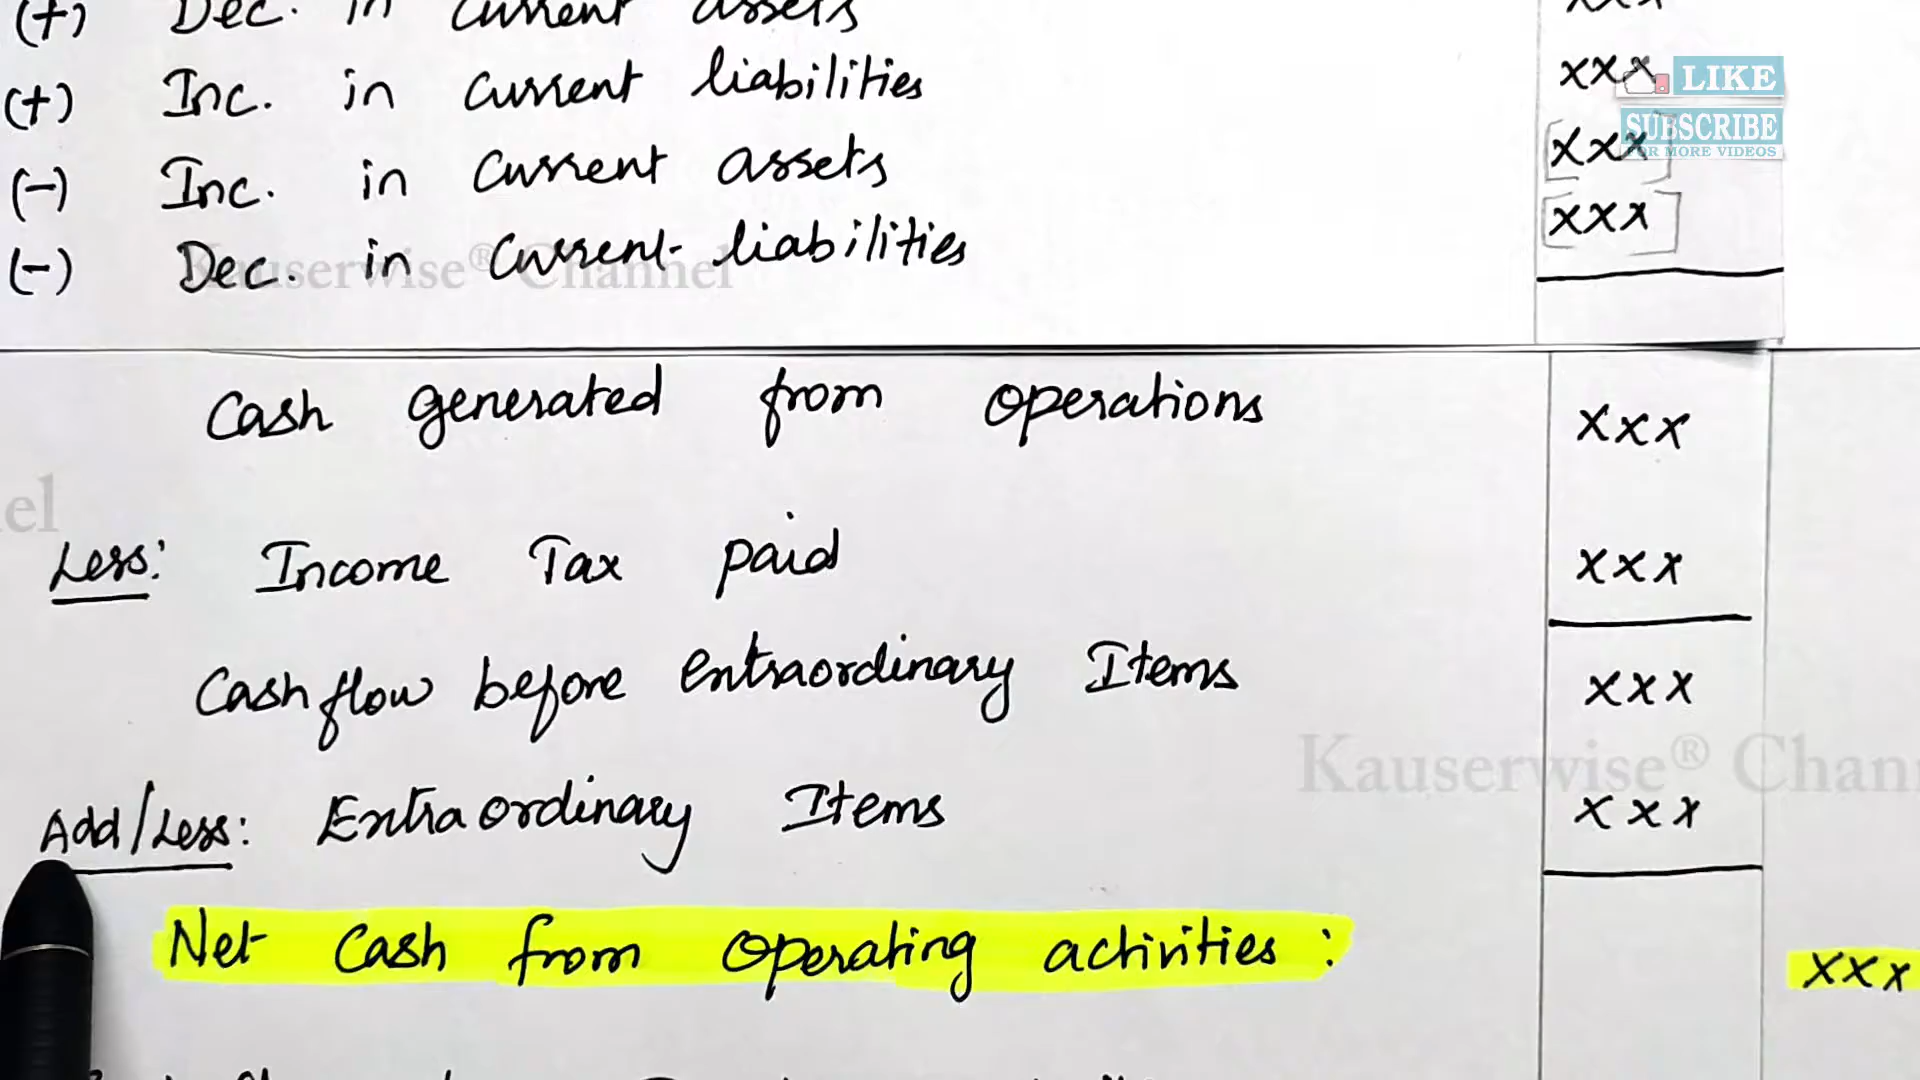 (+) Dec. in current assets xxx
(+) Inc. in current liabilities xxx
LIKE
SUBSCRIBE
FOR MORE VIDEOS
(-) Inc. in current assets xxx
(-) Dec. in current liabilities xxx
Kauserwise® Channel
Cash generated from operations xxx
el
Less: Income Tax paid xxx
Cashflow before extraordinary Items xxx
Kauserwise® Chan
Add/Less: Extraordinary Items xxx
Net Cash from Operating activities: xxx